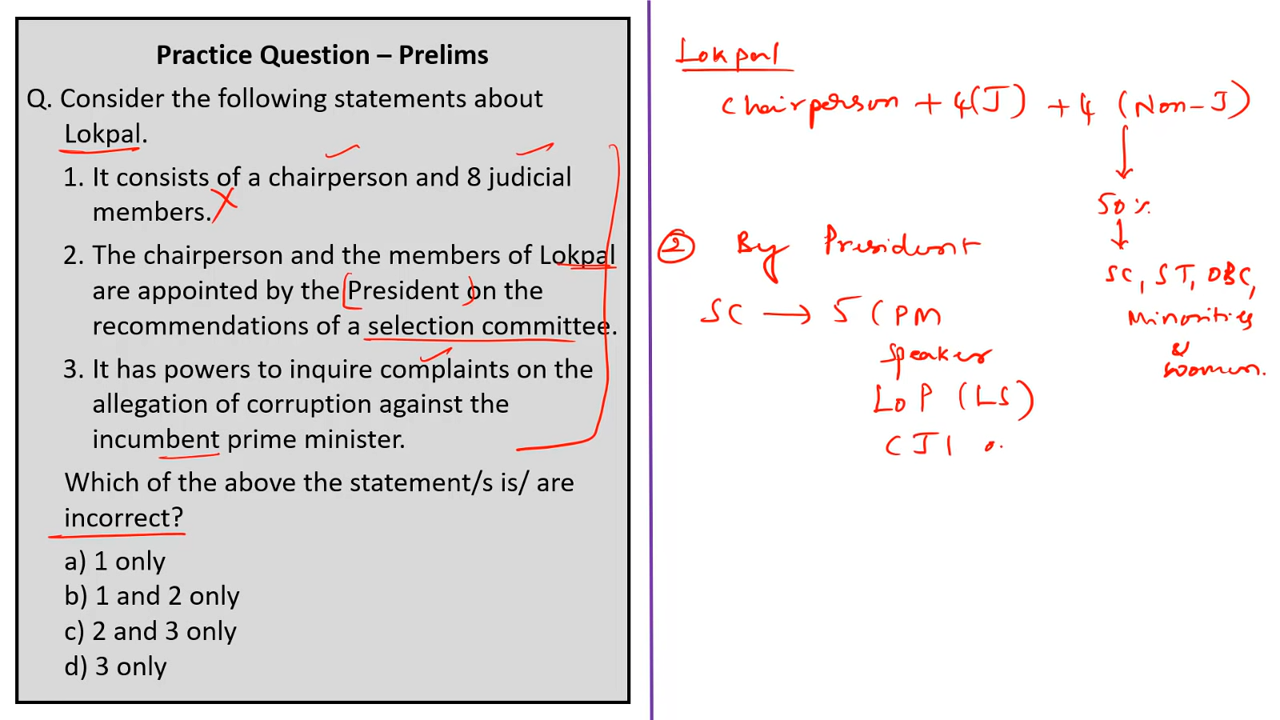 Practice Question – Prelims
Q. Consider the following statements about
Lokpal.
1. It consists of a chairperson and 8 judicial
members.
2. The chairperson and the members of Lokpal
are appointed by the President on the
recommendations of a selection committee.
3. It has powers to inquire complaints on the
allegation of corruption against the
incumbent prime minister.
Which of the above the statement/s is/ are
incorrect?
a) 1 only
b) 1 and 2 only
c) 2 and 3 only
d) 3 only
Lokpal
Chairperson + 4(J) + 4 (Non-J)
50%
SC, ST, OBC,
Minorities
&
women.
② By President
SC → 5 (PM
Speaker
LoP (LS)
CJI